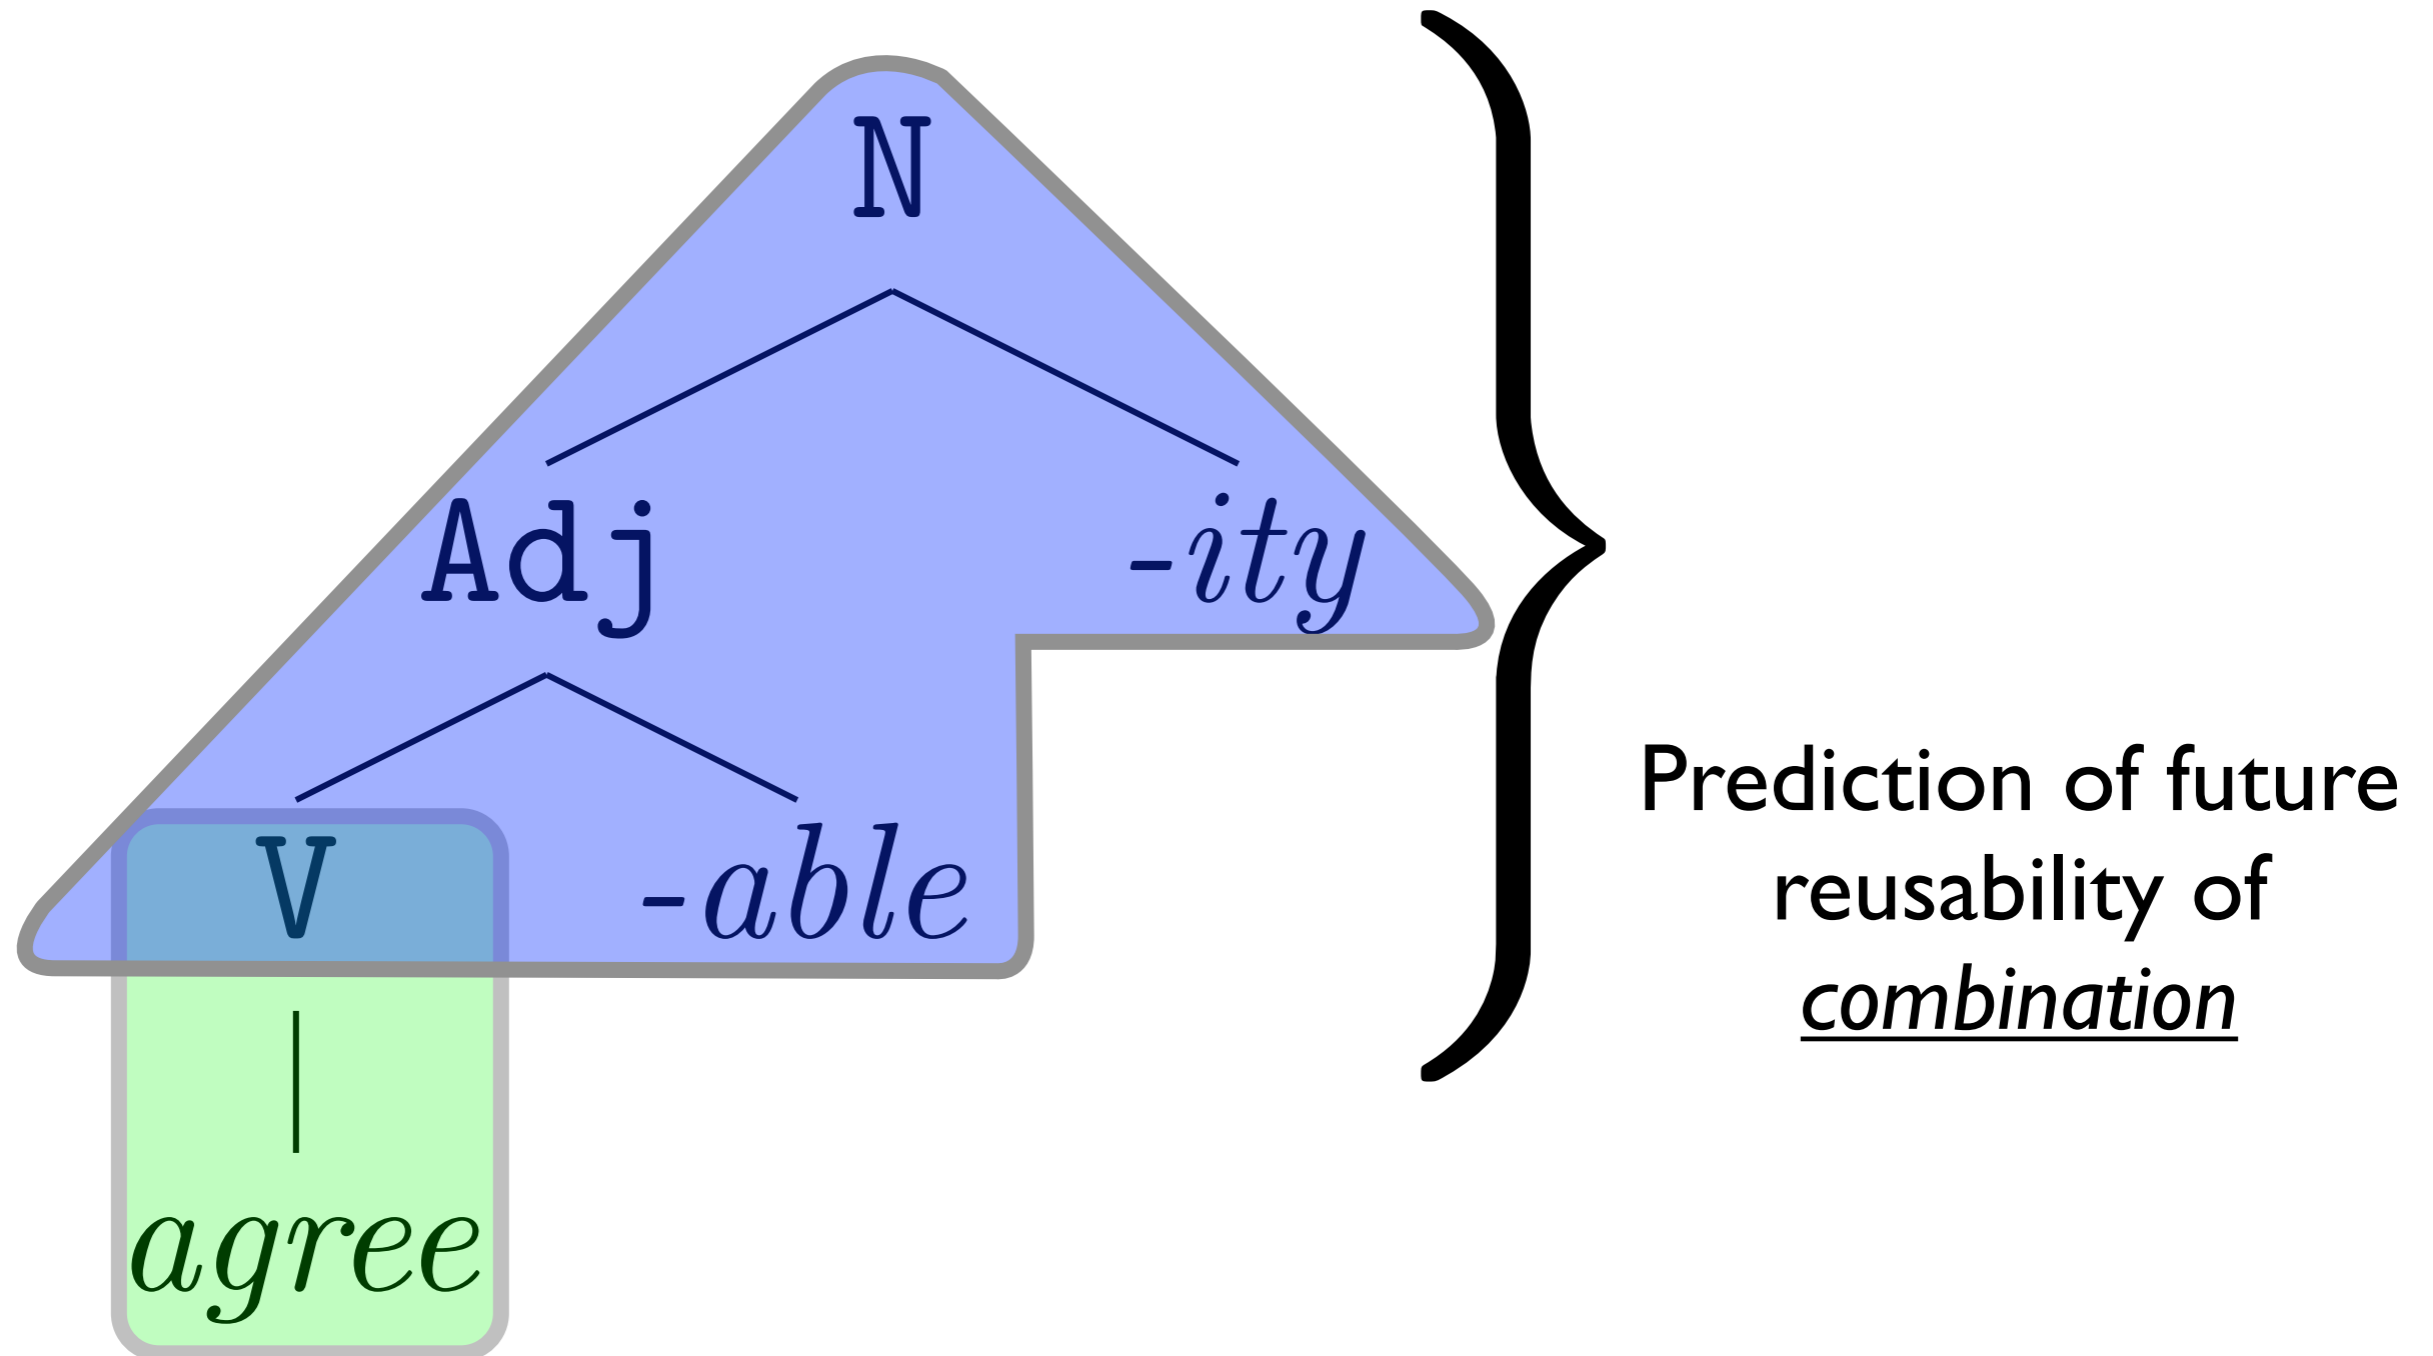 N
Adj -ity
V -able
agree
Prediction of future
reusability of
combination